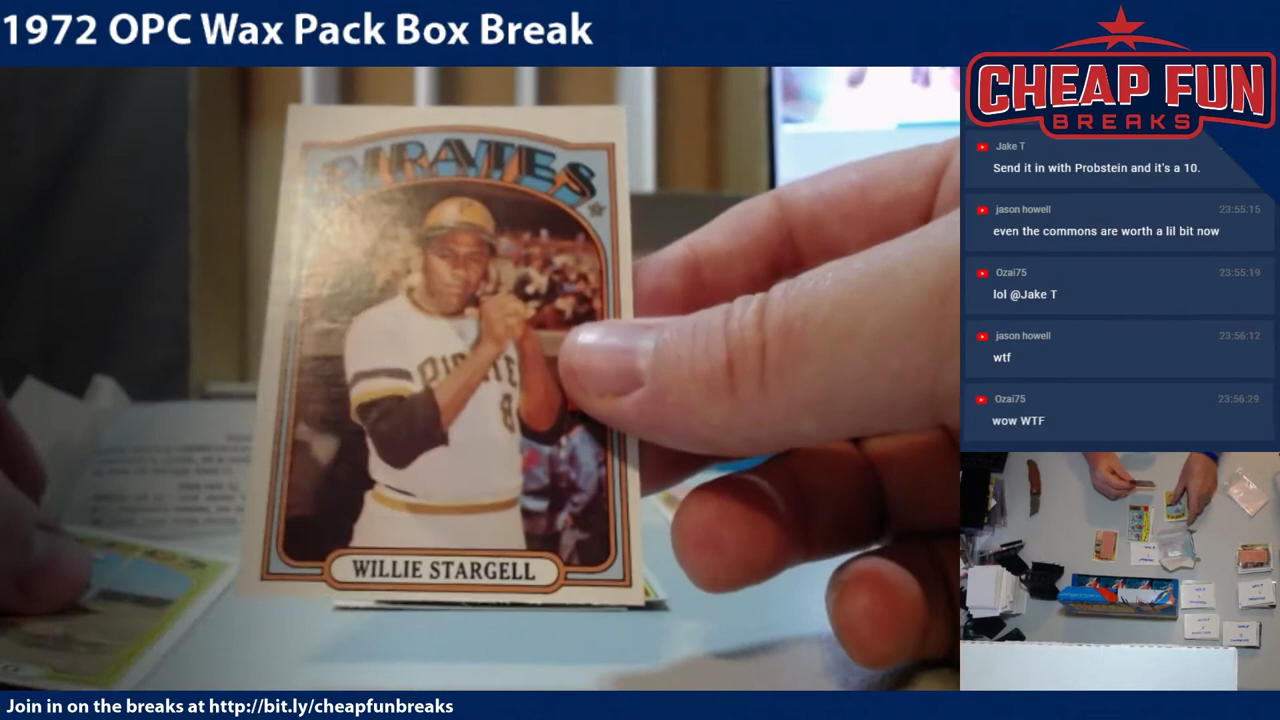 1972 OPC Wax Pack Box Break
CHEAP FUN
BREAKS
Jake T
Send it in with Probstein and it's a 10.
jason howell 23:55:15
even the commons are worth a lil bit now
Ozai75 23:55:19
lol @Jake T
jason howell 23:56:12
wtf
Ozai75 23:56:29
wow WTF
PIRATES
PIRATE
8
WILLIE STARGELL
Join in on the breaks at http://bit.ly/cheapfunbreaks